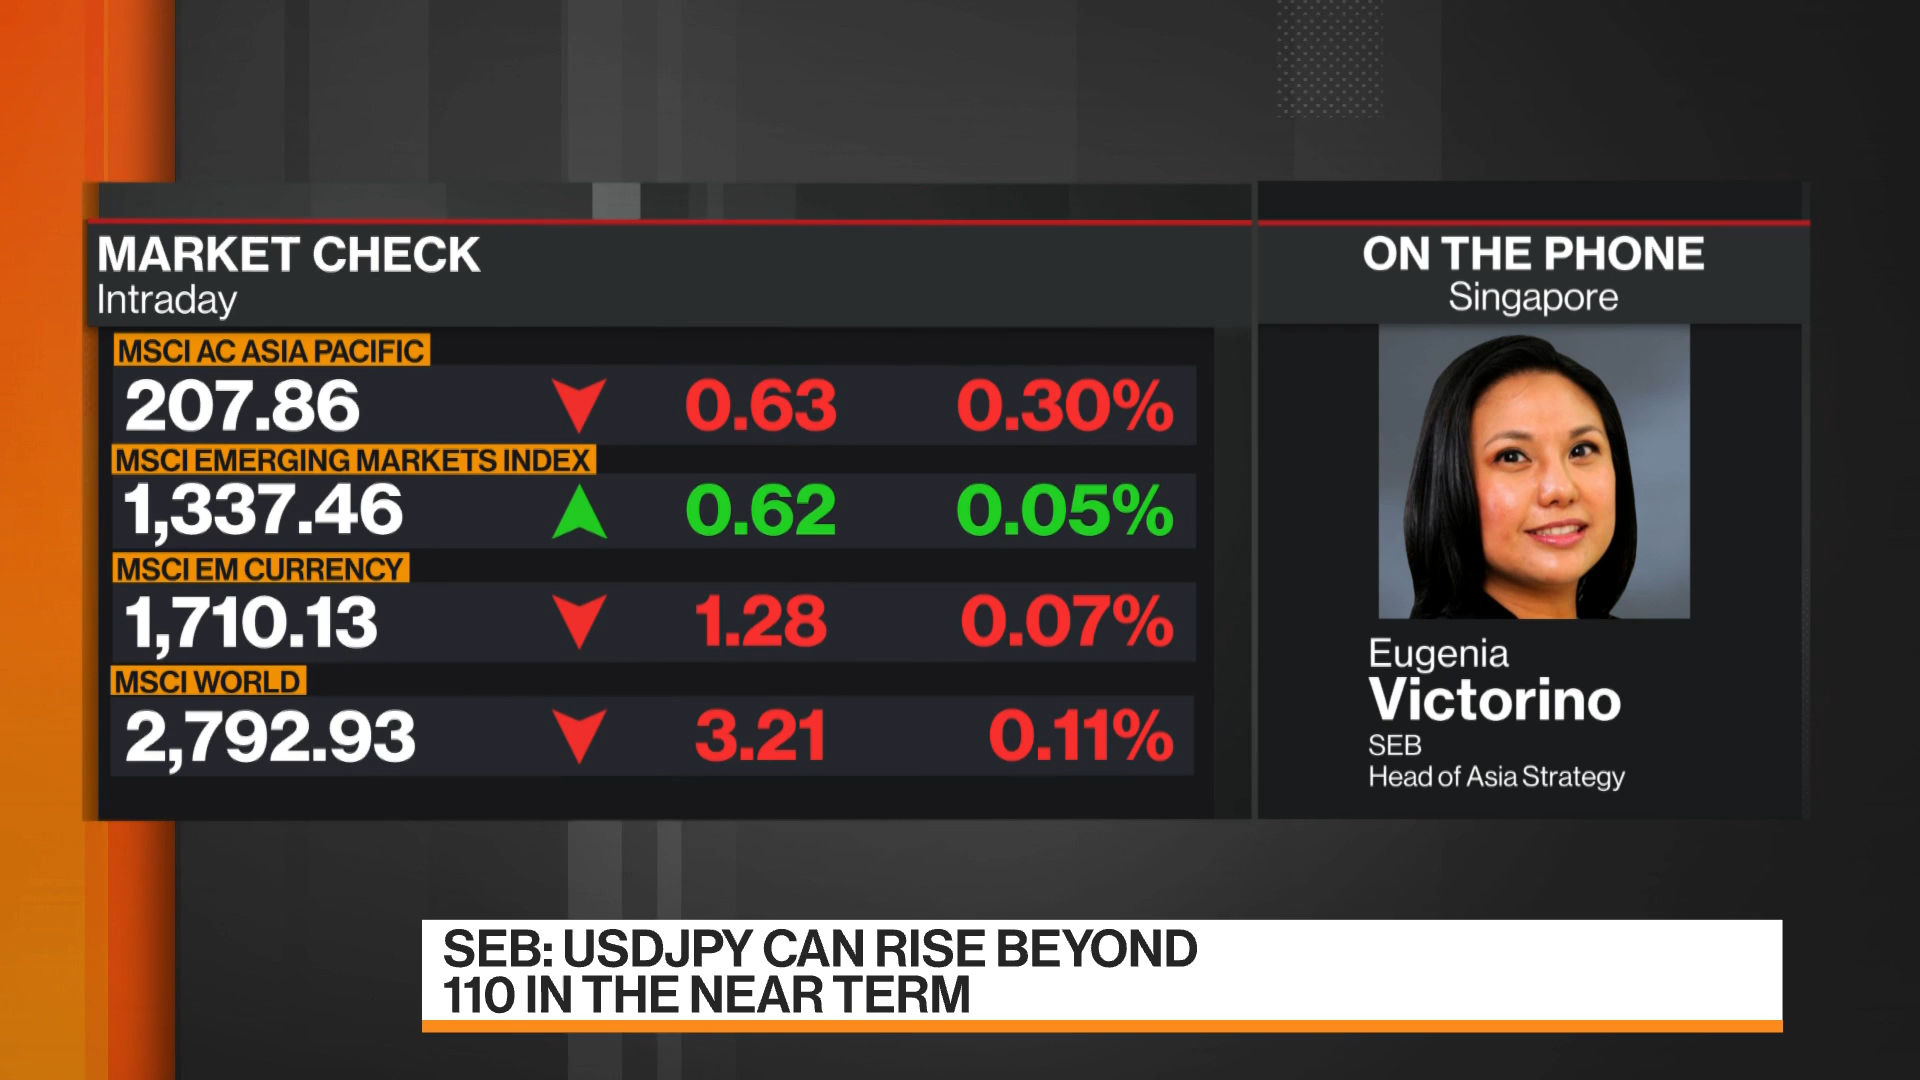 MARKET CHECK
Intraday
MSCI AC ASIA PACIFIC
207.86 0.63 0.30%
MSCI EMERGING MARKETS INDEX
1,337.46 0.62 0.05%
MSCI EM CURRENCY
1,710.13 1.28 0.07%
MSCI WORLD
2,792.93 3.21 0.11%
ON THE PHONE
Singapore
Eugenia
Victorino
SEB
Head of Asia Strategy
SEB: USDJPY CAN RISE BEYOND
110 IN THE NEAR TERM